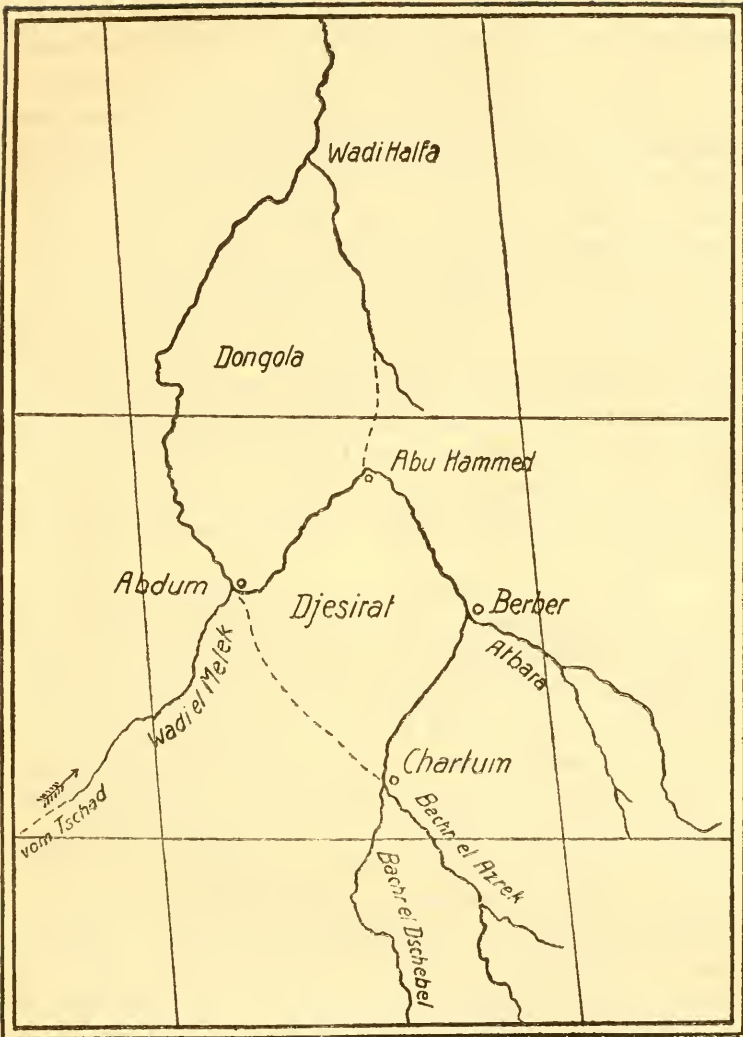 Wadi Halfa
Dongola
Abu Hammed
Abdum
Djesirat
Berber
Atbara
Wadi el Melek
Chartum
vom Tschad
Bachr el Azrek
Bachr el Dschebel